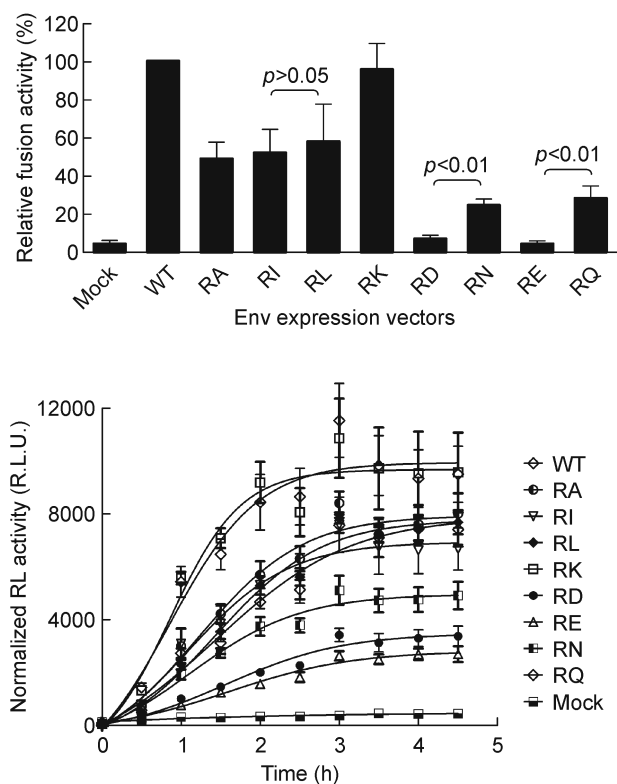 Relative fusion activity (%)
120
100
80
60
40
20
0
p>0.05
p<0.01
p<0.01
Mock
WT
RA
RI
RL
RK
RD
RN
RE
RQ
Env expression vectors
Normalized RL activity (R.L.U.)
12000
8000
4000
0
0
1
2
3
4
5
Time (h)
WT
RA
RI
RL
RK
RD
RE
RN
RQ
Mock